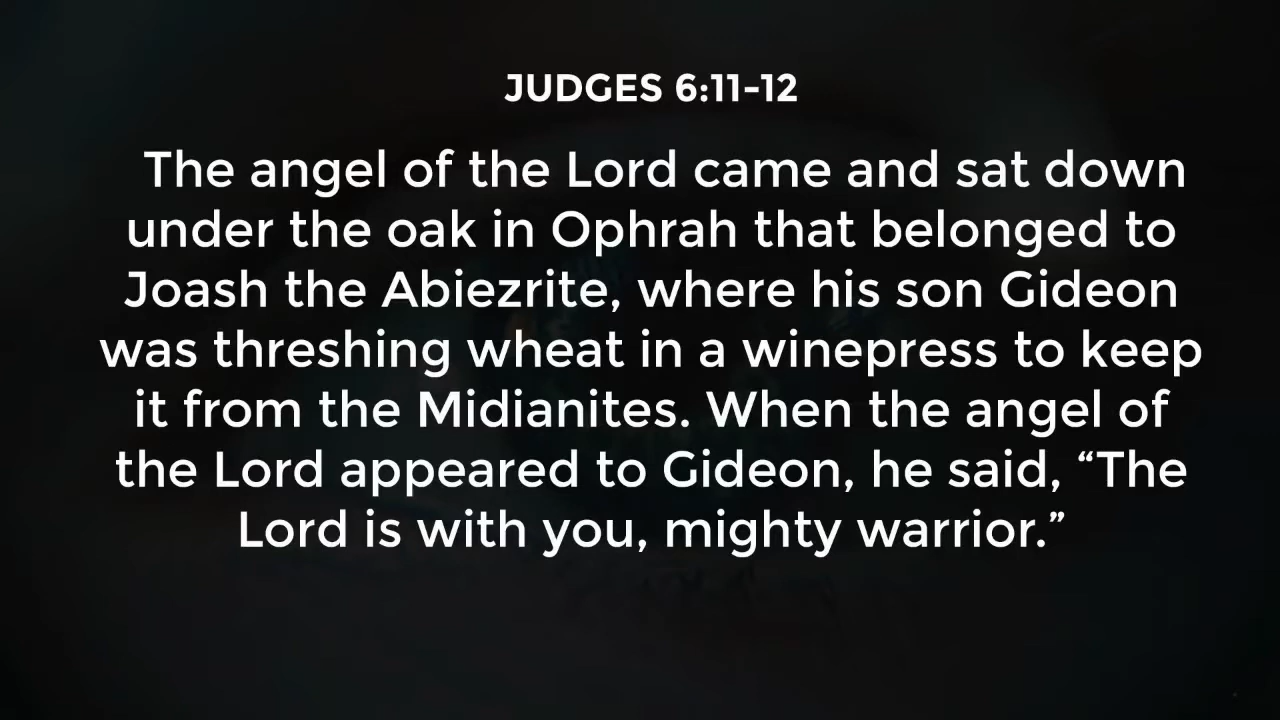 JUDGES 6:11-12
The angel of the Lord came and sat down
under the oak in Ophrah that belonged to
Joash the Abiezrite, where his son Gideon
was threshing wheat in a winepress to keep
it from the Midianites. When the angel of
the Lord appeared to Gideon, he said, “The
Lord is with you, mighty warrior.”